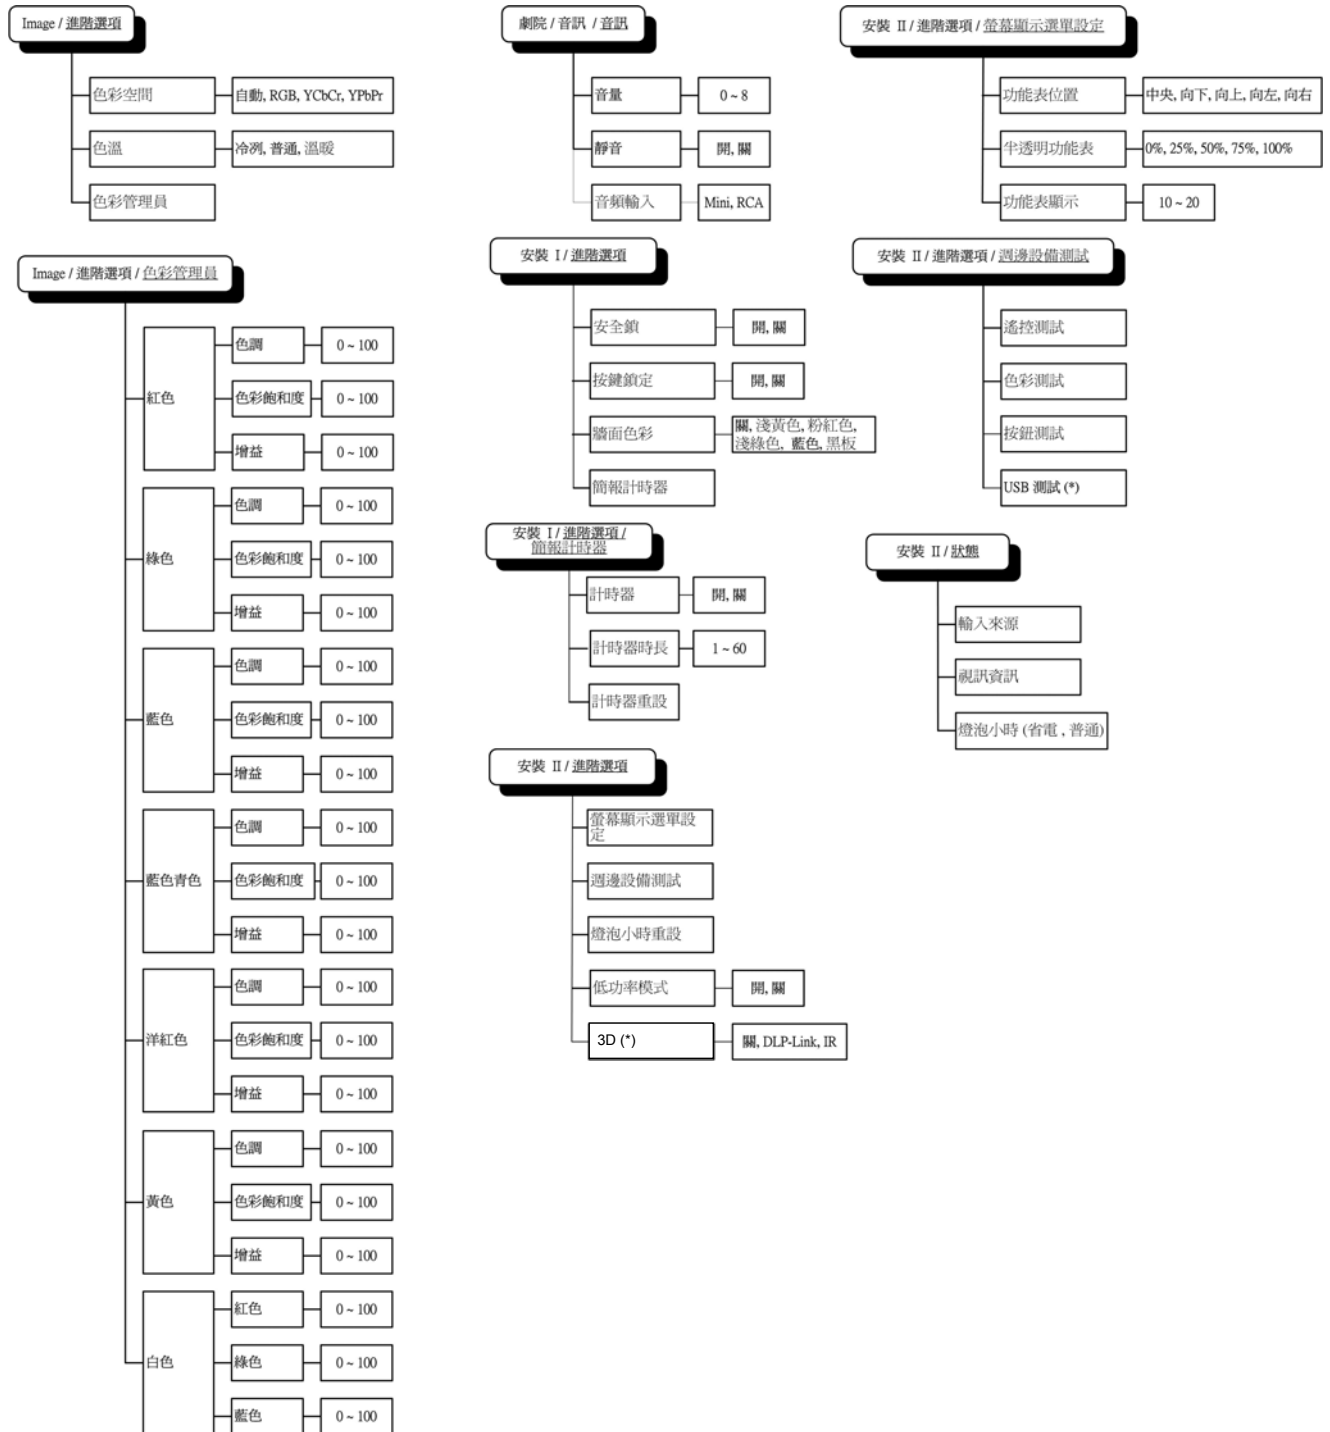 Image / 進階選項
色彩空間
自動, RGB, YCbCr, YPbPr
色溫
冷冽, 普通, 溫暖
色彩管理員
Image / 進階選項 / 色彩管理員
紅色
色調
0 ~ 100
色彩飽和度
0 ~ 100
增益
0 ~ 100
綠色
色調
0 ~ 100
色彩飽和度
0 ~ 100
增益
0 ~ 100
藍色
色調
0 ~ 100
色彩飽和度
0 ~ 100
增益
0 ~ 100
藍色青色
色調
0 ~ 100
色彩飽和度
0 ~ 100
增益
0 ~ 100
洋紅色
色調
0 ~ 100
色彩飽和度
0 ~ 100
增益
0 ~ 100
黃色
色調
0 ~ 100
色彩飽和度
0 ~ 100
增益
0 ~ 100
白色
紅色
0 ~ 100
綠色
0 ~ 100
藍色
0 ~ 100
劇院 / 音訊 / 音訊
音量
0 ~ 8
靜音
開, 關
音頻輸入
Mini, RCA
安裝 I / 進階選項
安全鎖
開, 關
按鍵鎖定
開, 關
牆面色彩
關, 淺黃色, 粉紅色,
淺綠色, 藍色, 黑板
簡報計時器
安裝 I / 進階選項 /
簡報計時器
計時器
開, 關
計時器時長
1 ~ 60
計時器重設
安裝 II / 進階選項
螢幕顯示選單設
定
週邊設備測試
燈泡小時重設
低功率模式
開, 關
3D (*)
關, DLP-Link, IR
安裝 II / 進階選項 / 螢幕顯示選單設定
功能表位置
中央, 向下, 向上, 向左, 向右
半透明功能表
0%, 25%, 50%, 75%, 100%
功能表顯示
10 ~ 20
安裝 II / 進階選項 / 週邊設備測試
遙控測試
色彩測試
按鈕測試
USB 測試 (*)
安裝 II / 狀態
輸入來源
視訊資訊
燈泡小時 (省電 , 普通)